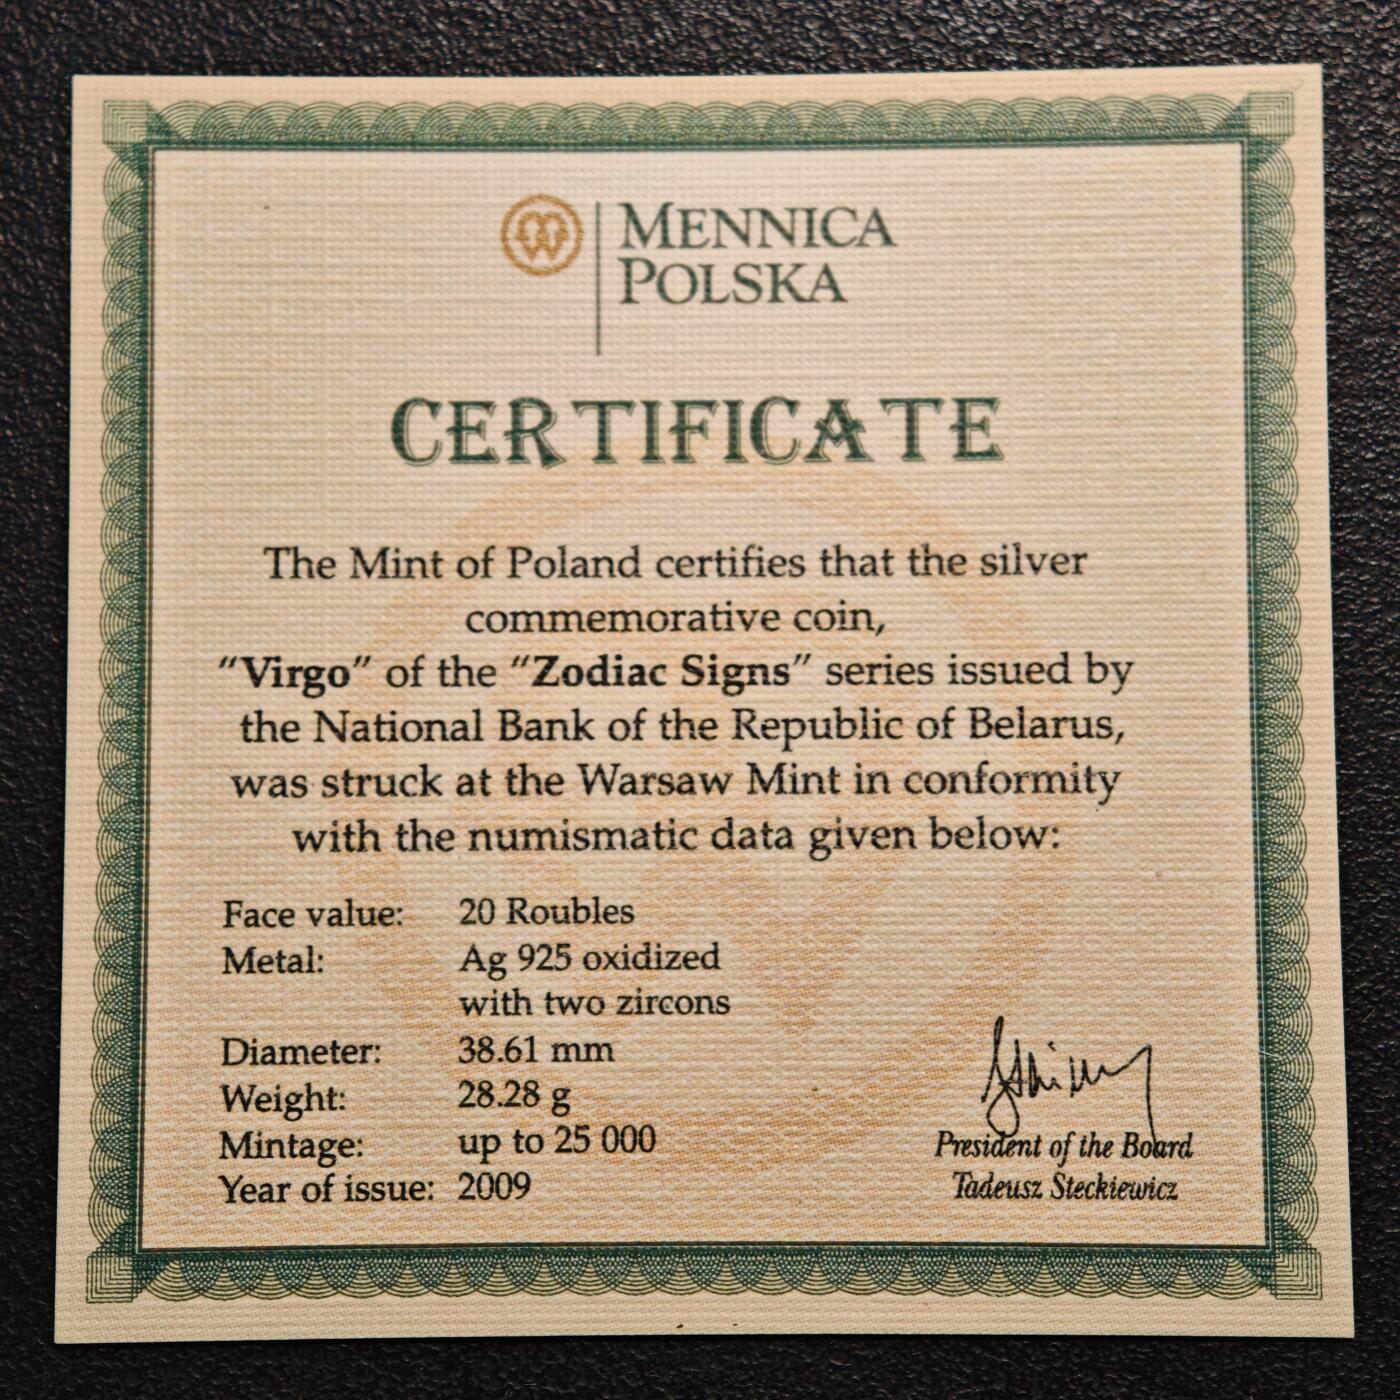 MENNICA
POLSKA
CERTIFICATE
The Mint of Poland certifies that the silver
commemorative coin,
“Virgo” of the “Zodiac Signs” series issued by
the National Bank of the Republic of Belarus,
was struck at the Warsaw Mint in conformity
with the numismatic data given below:
Face value: 20 Roubles
Metal: Ag 925 oxidized
with two zircons
Diameter: 38.61 mm
Weight: 28.28 g
Mintage: up to 25 000
Year of issue: 2009
President of the Board
Tadeusz Steckiewicz